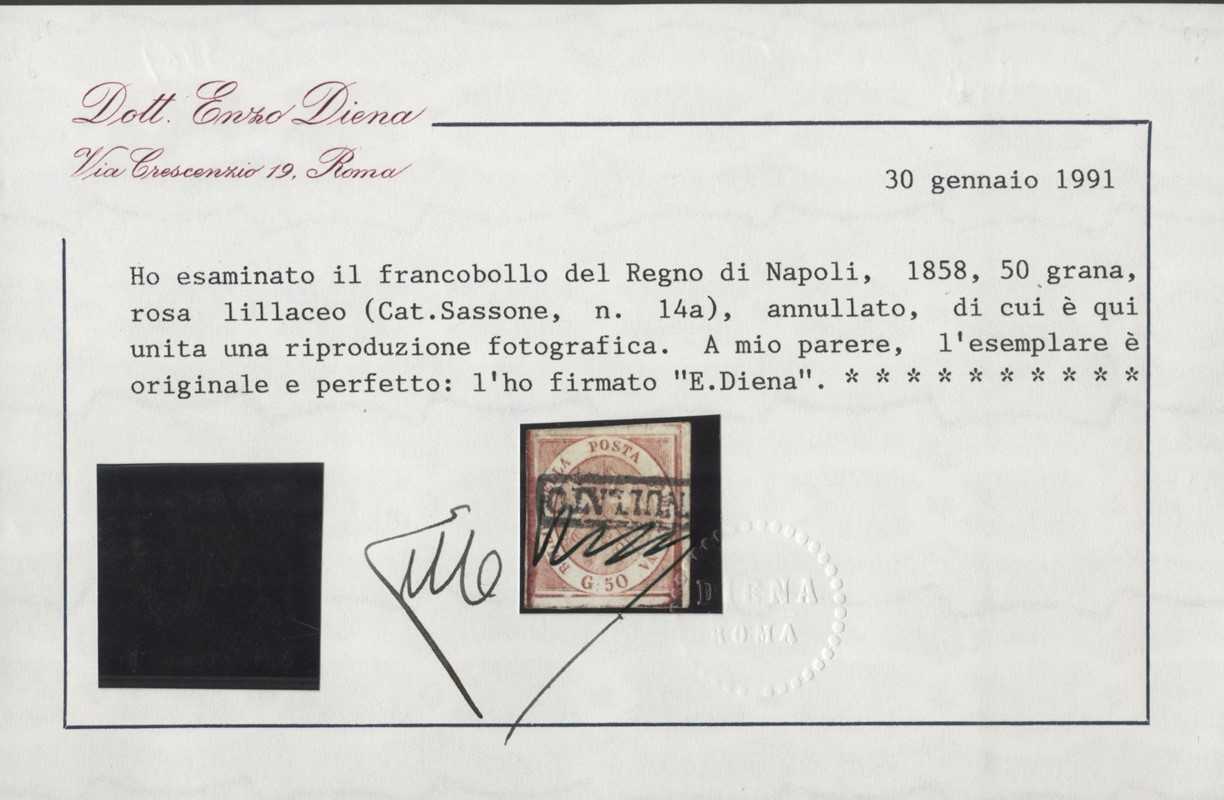 Dott. Enzo Diena
Via Crescenzio 19, Roma
30 gennaio 1991
Ho esaminato il francobollo del Regno di Napoli, 1858, 50 grana,
rosa lillaceo (Cat.Sassone, n. 14a), annullato, di cui è qui
unita una riproduzione fotografica. A mio parere, l'esemplare è
originale e perfetto: l'ho firmato "E.Diena". * * * * * * * * * *
POSTA
G. 50
DIENA
ROMA